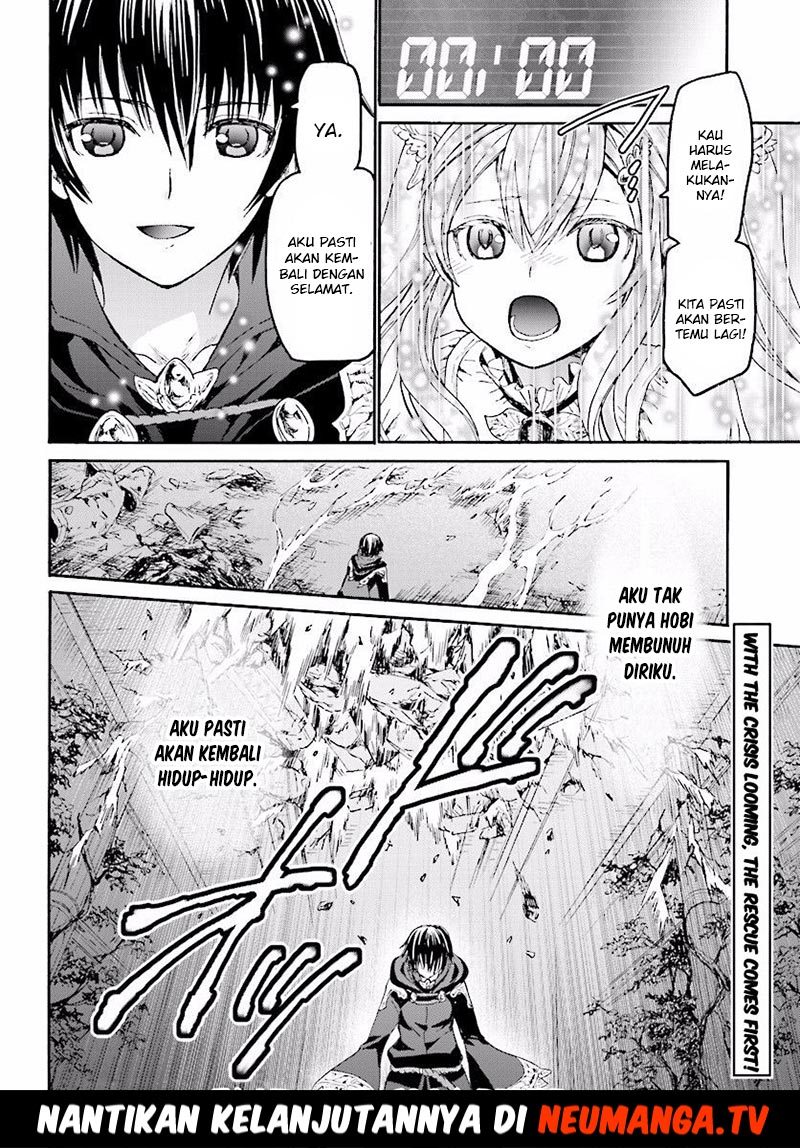 00:00
KAU
HARUS
MELA-
KUKAN-
NYA!
KITA PASTI
AKAN BER-
TEMU LAGI!
YA.
AKU PASTI
AKAN KEM-
BALI DENGAN
SELAMAT.
AKU TAK
PUNYA HOBI
MEMBUNUH
DIRIKU.
AKU PASTI
AKAN KEMBALI
HIDUP-HIDUP.
WITH THE CRISIS LOOMING, THE RESCUE COMES FIRST!
NANTIKAN KELANJUTANNYA DI NEUMANGA.TV